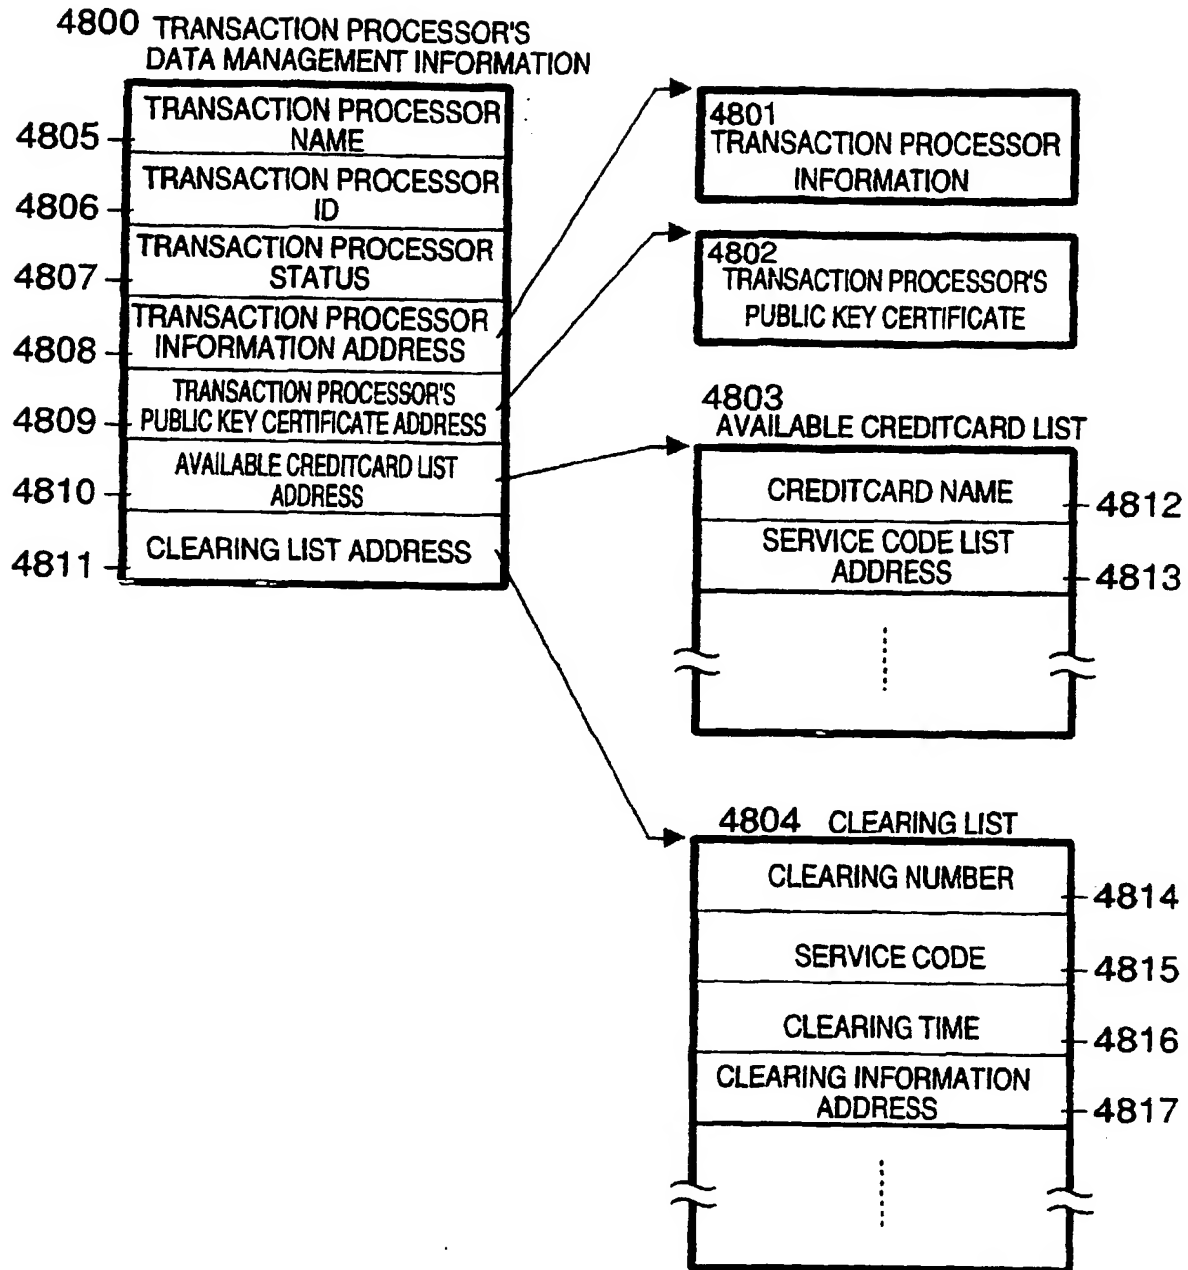 4800 TRANSACTION PROCESSOR'S
DATA MANAGEMENT INFORMATION
TRANSACTION PROCESSOR
NAME
4805
TRANSACTION PROCESSOR
ID
4806
TRANSACTION PROCESSOR
STATUS
4807
TRANSACTION PROCESSOR
INFORMATION ADDRESS
4808
TRANSACTION PROCESSOR'S
PUBLIC KEY CERTIFICATE ADDRESS
4809
AVAILABLE CREDITCARD LIST
ADDRESS
4810
CLEARING LIST ADDRESS
4811
4801
TRANSACTION PROCESSOR
INFORMATION
4802
TRANSACTION PROCESSOR'S
PUBLIC KEY CERTIFICATE
4803
AVAILABLE CREDITCARD LIST
CREDITCARD NAME
4812
SERVICE CODE LIST
ADDRESS
4813
4804 CLEARING LIST
CLEARING NUMBER
4814
SERVICE CODE
4815
CLEARING TIME
4816
CLEARING INFORMATION
ADDRESS
4817